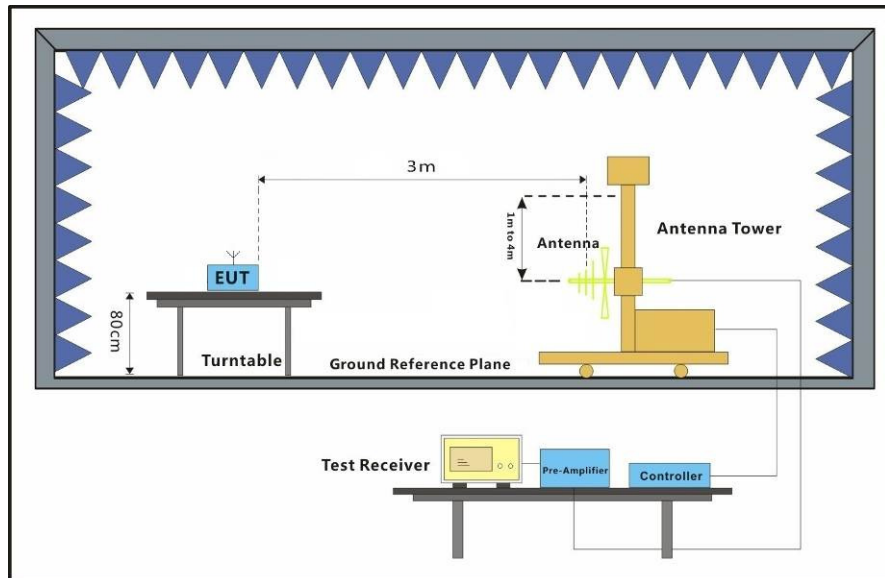 3m
1m to 4m
Antenna
Antenna Tower
EUT
80cm
Turntable
Ground Reference Plane
Test Receiver
Pre-Amplifier
Controller